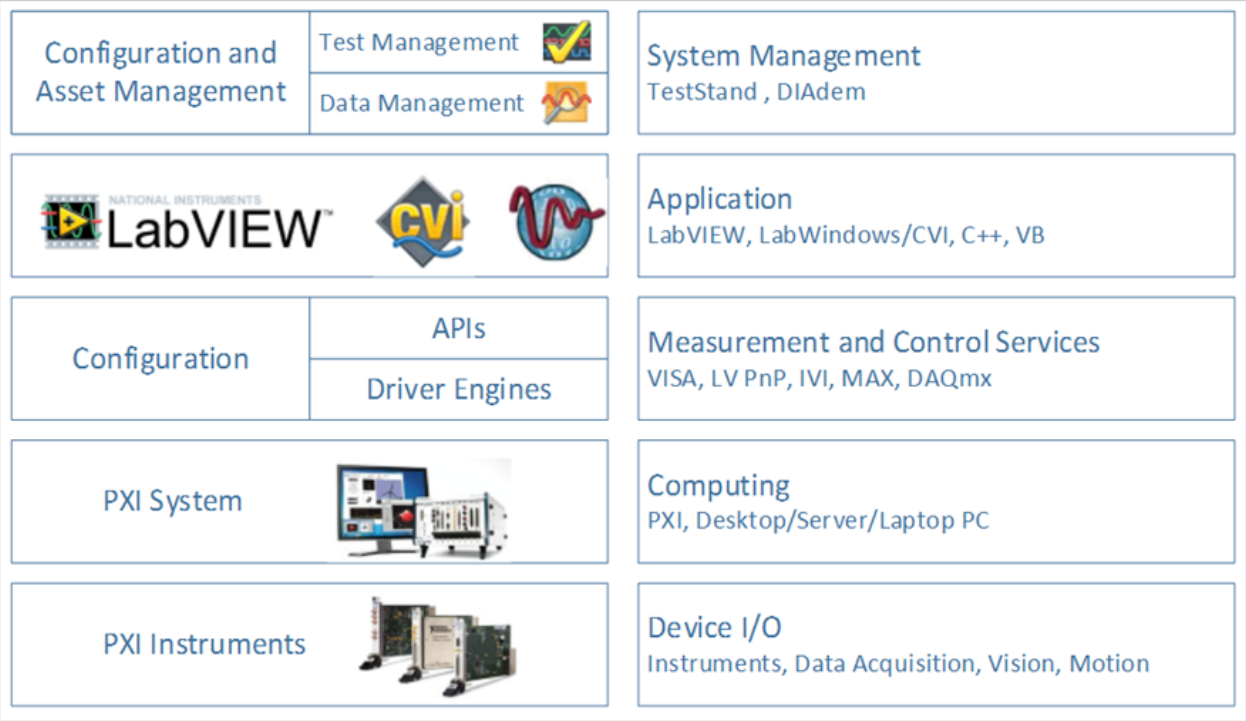 Configuration and
Asset Management
Test Management
Data Management
System Management
TestStand , DIAdem
NATIONAL INSTRUMENTS
LabVIEW™
CVI
Application
LabVIEW, LabWindows/CVI, C++, VB
Configuration
APIs
Driver Engines
Measurement and Control Services
VISA, LV PnP, IVI, MAX, DAQmx
PXI System
Computing
PXI, Desktop/Server/Laptop PC
PXI Instruments
Device I/O
Instruments, Data Acquisition, Vision, Motion